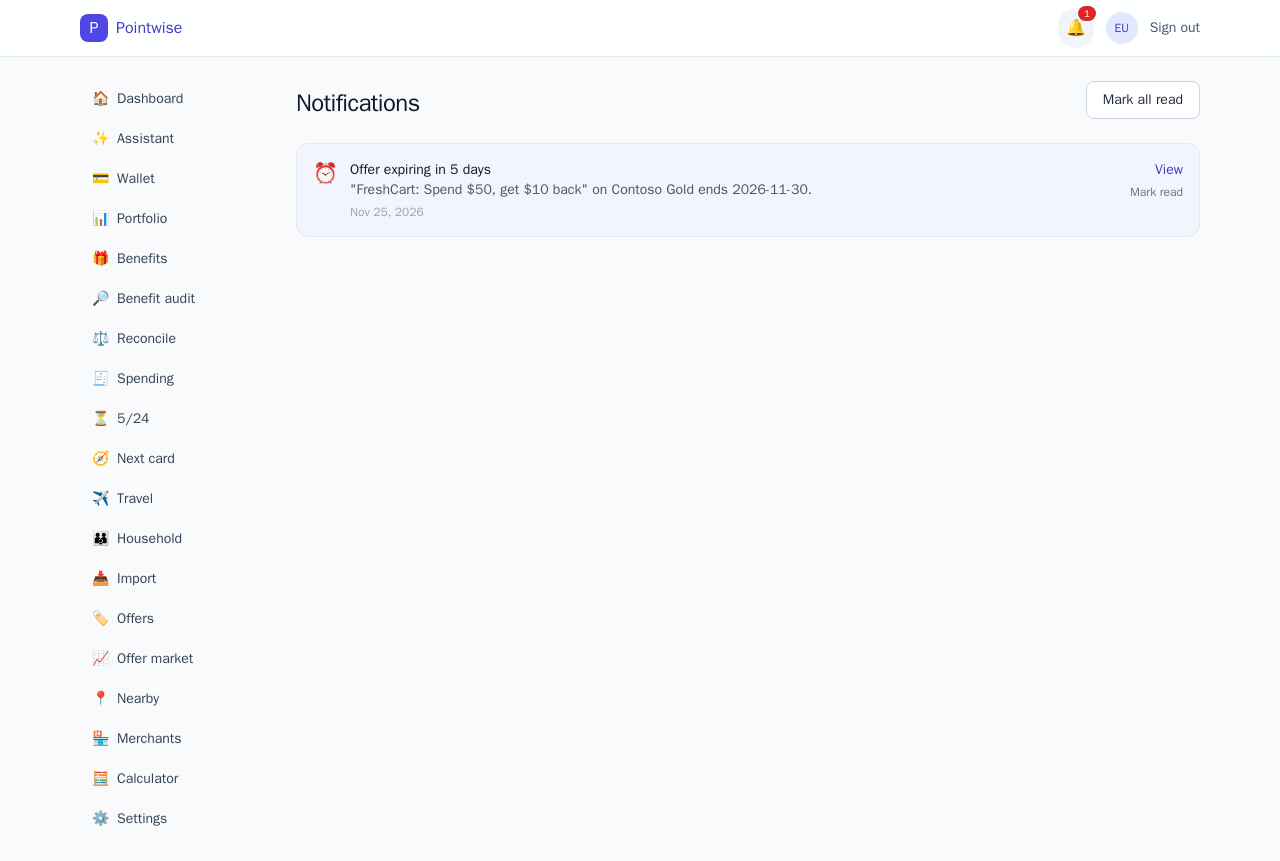 P Pointwise
1
EU
Sign out
Dashboard
Assistant
Wallet
Portfolio
Benefits
Benefit audit
Reconcile
Spending
5/24
Next card
Travel
Household
Import
Offers
Offer market
Nearby
Merchants
Calculator
Settings
Notifications
Mark all read
Offer expiring in 5 days
View
"FreshCart: Spend $50, get $10 back" on Contoso Gold ends 2026-11-30.
Mark read
Nov 25, 2026